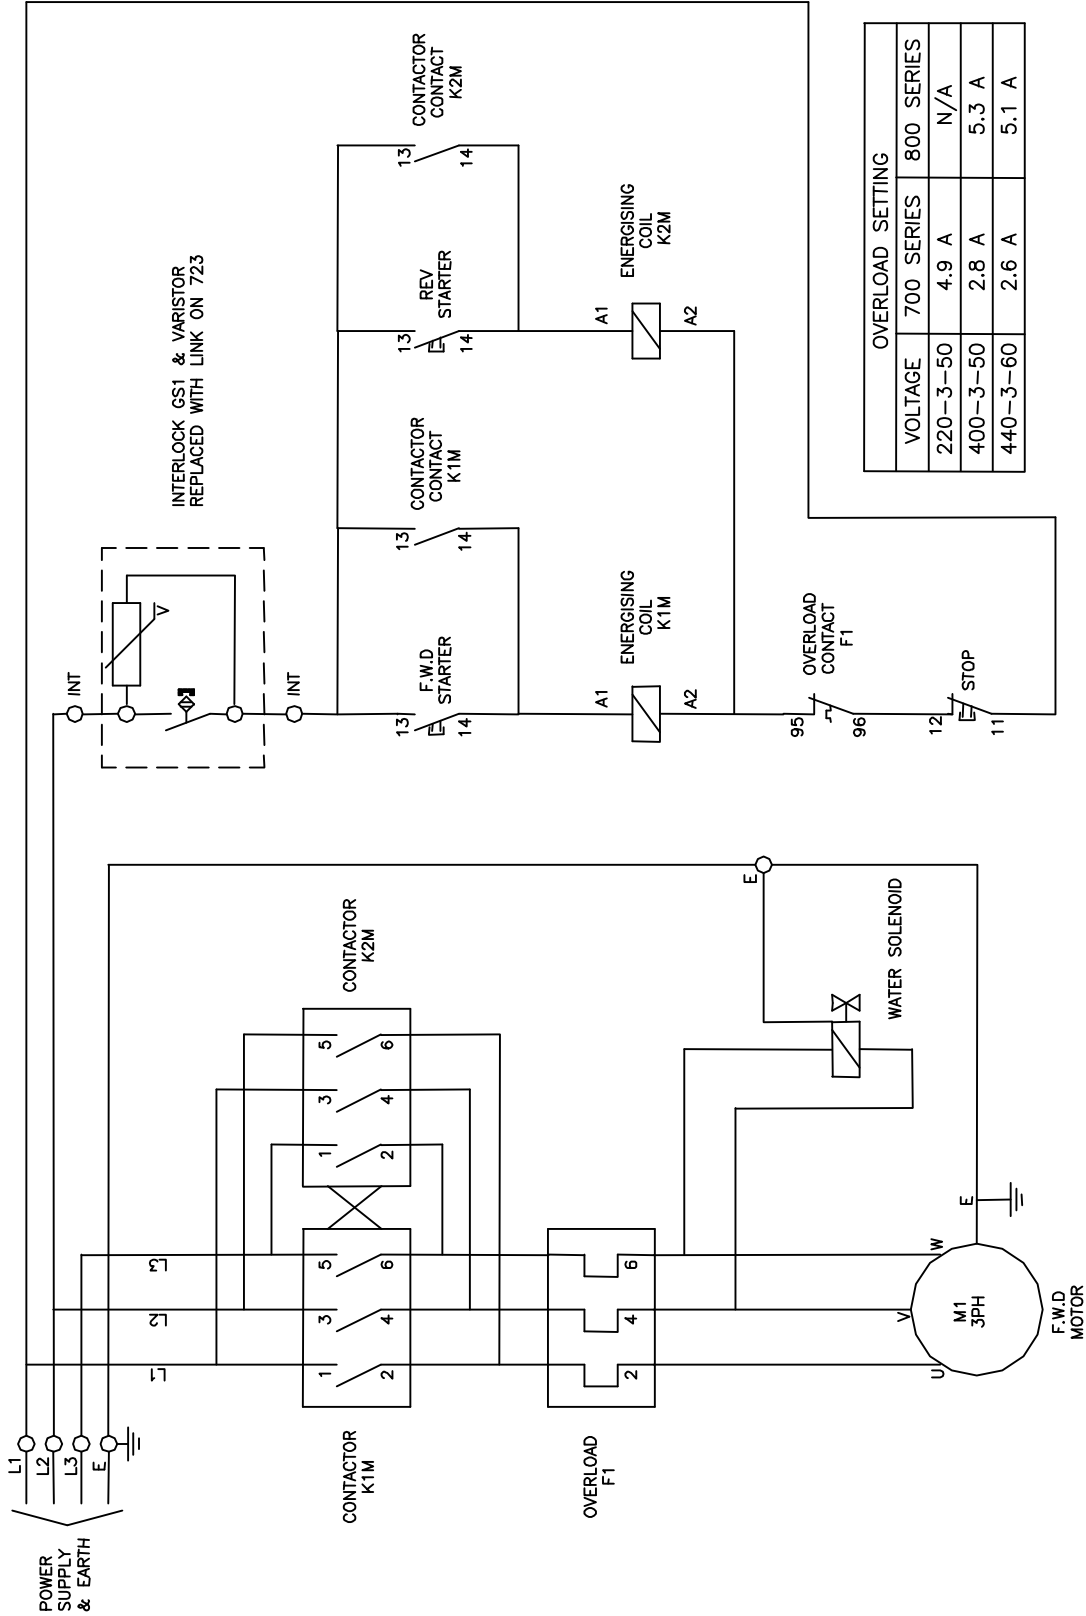 POWER
SUPPLY
& EARTH
L1
L2
L3
E
L1
L2
L3
CONTACTOR
K1M
1
3
5
2
4
6
CONTACTOR
K2M
1
3
5
2
4
6
OVERLOAD
F1
2
4
6
U
V
W
E
M1
3PH
F.W.D
MOTOR
WATER SOLENOID
E
INT
V
INT
INTERLOCK GS1 & VARISTOR
REPLACED WITH LINK ON 723
13
14
F.W.D
STARTER
13
14
CONTACTOR
CONTACT
K1M
13
14
REV
STARTER
13
14
CONTACTOR
CONTACT
K2M
A1
A2
ENERGISING
COIL
K1M
A1
A2
ENERGISING
COIL
K2M
95
96
OVERLOAD
CONTACT
F1
12
11
STOP
OVERLOAD SETTING
VOLTAGE 700 SERIES 800 SERIES
220-3-50 4.9 A N/A
400-3-50 2.8 A 5.3 A
440-3-60 2.6 A 5.1 A